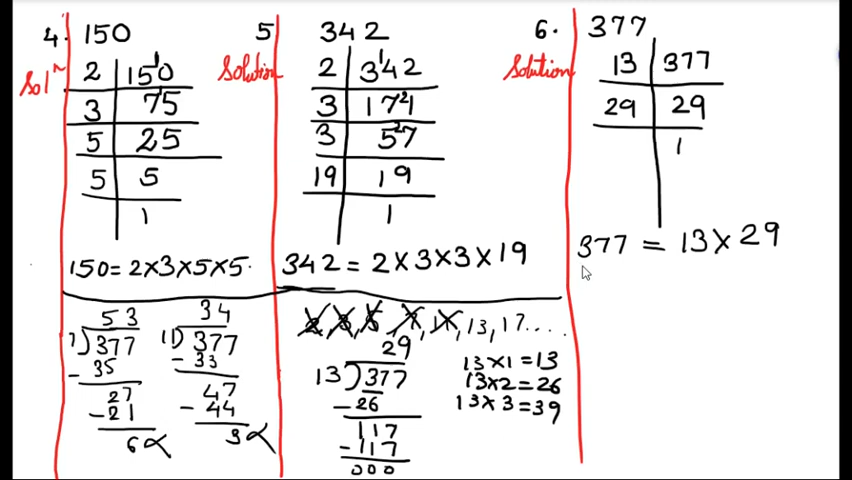 4. 150
Solⁿ
2 | 150
3 | 75
5 | 25
5 | 5
1
150 = 2×3×5×5.
5 342
Solution
2 | 342
3 | 171
3 | 57
19 | 19
1
342 = 2×3×3×19
6. 377
Solution
13 | 377
29 | 29
1
377 = 13×29
53
7)377
-35
27
-21
6
34
11)377
-33
47
-44
3
2, 3, 5, 7, 11, 13, 17....
29
13)377
-26
117
-117
000
13×1=13
13×2=26
13×3=39